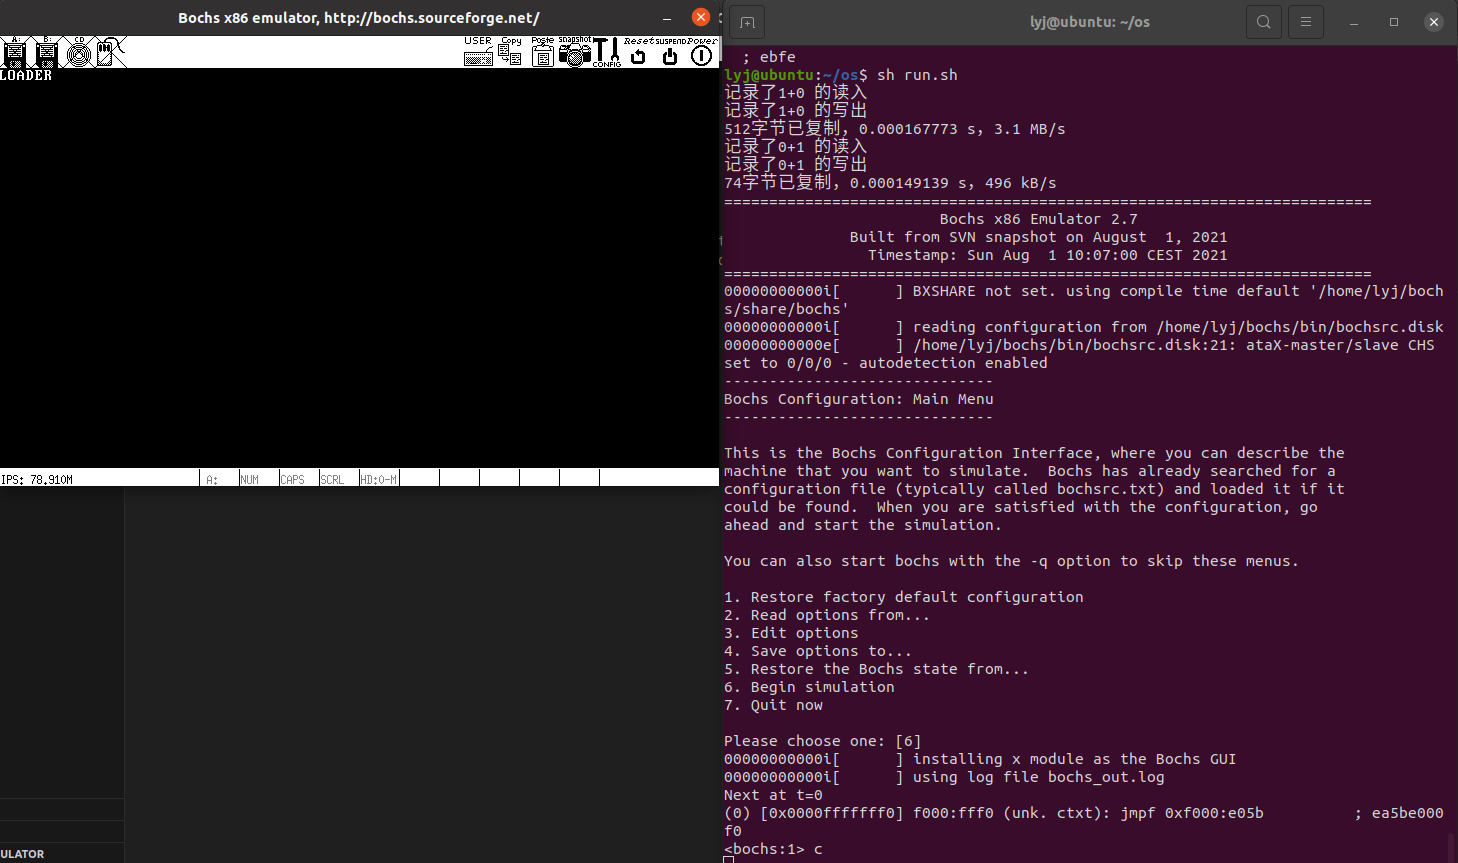 Bochs x86 emulator, http://bochs.sourceforge.net/
A: B: CD USER Copy Paste snapshot CONFIG Reset SUSPEND Power
LOADER
IPS: 78.910M A: NUM CAPS SCRL HD:0-M
ULATOR
lyj@ubuntu: ~/os
; ebfe
lyj@ubuntu:~/os$ sh run.sh
记录了1+0 的读入
记录了1+0 的写出
512字节已复制，0.000167773 s，3.1 MB/s
记录了0+1 的读入
记录了0+1 的写出
74字节已复制，0.000149139 s，496 kB/s
========================================================================
Bochs x86 Emulator 2.7
Built from SVN snapshot on August  1, 2021
Timestamp: Sun Aug  1 10:07:00 CEST 2021
========================================================================
00000000000i[      ] BXSHARE not set. using compile time default '/home/lyj/boch
s/share/bochs'
00000000000i[      ] reading configuration from /home/lyj/bochs/bin/bochsrc.disk
00000000000e[      ] /home/lyj/bochs/bin/bochsrc.disk:21: ataX-master/slave CHS
set to 0/0/0 - autodetection enabled
------------------------------
Bochs Configuration: Main Menu
------------------------------
This is the Bochs Configuration Interface, where you can describe the
machine that you want to simulate.  Bochs has already searched for a
configuration file (typically called bochsrc.txt) and loaded it if it
could be found.  When you are satisfied with the configuration, go
ahead and start the simulation.
You can also start bochs with the -q option to skip these menus.
1. Restore factory default configuration
2. Read options from...
3. Edit options
4. Save options to...
5. Restore the Bochs state from...
6. Begin simulation
7. Quit now
Please choose one: [6]
00000000000i[      ] installing x module as the Bochs GUI
00000000000i[      ] using log file bochs_out.log
Next at t=0
(0) [0x0000fffffff0] f000:fff0 (unk. ctxt): jmpf 0xf000:e05b          ; ea5be000
f0
<bochs:1> c